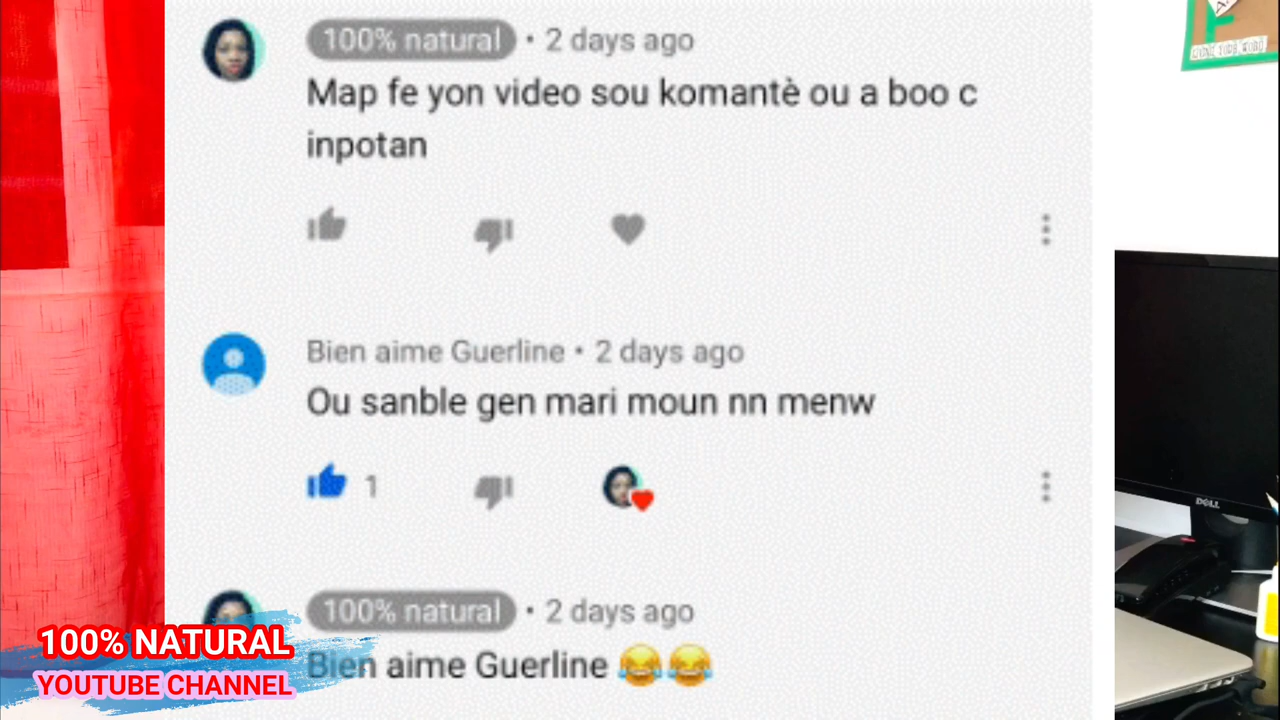 100% natural • 2 days ago
Map fe yon video sou komantè ou a boo c
inpotan
Bien aime Guerline • 2 days ago
Ou sanble gen mari moun nn menw
1
100% natural • 2 days ago
Bien aime Guerline 😂😂
100% NATURAL
YOUTUBE CHANNEL
DELL